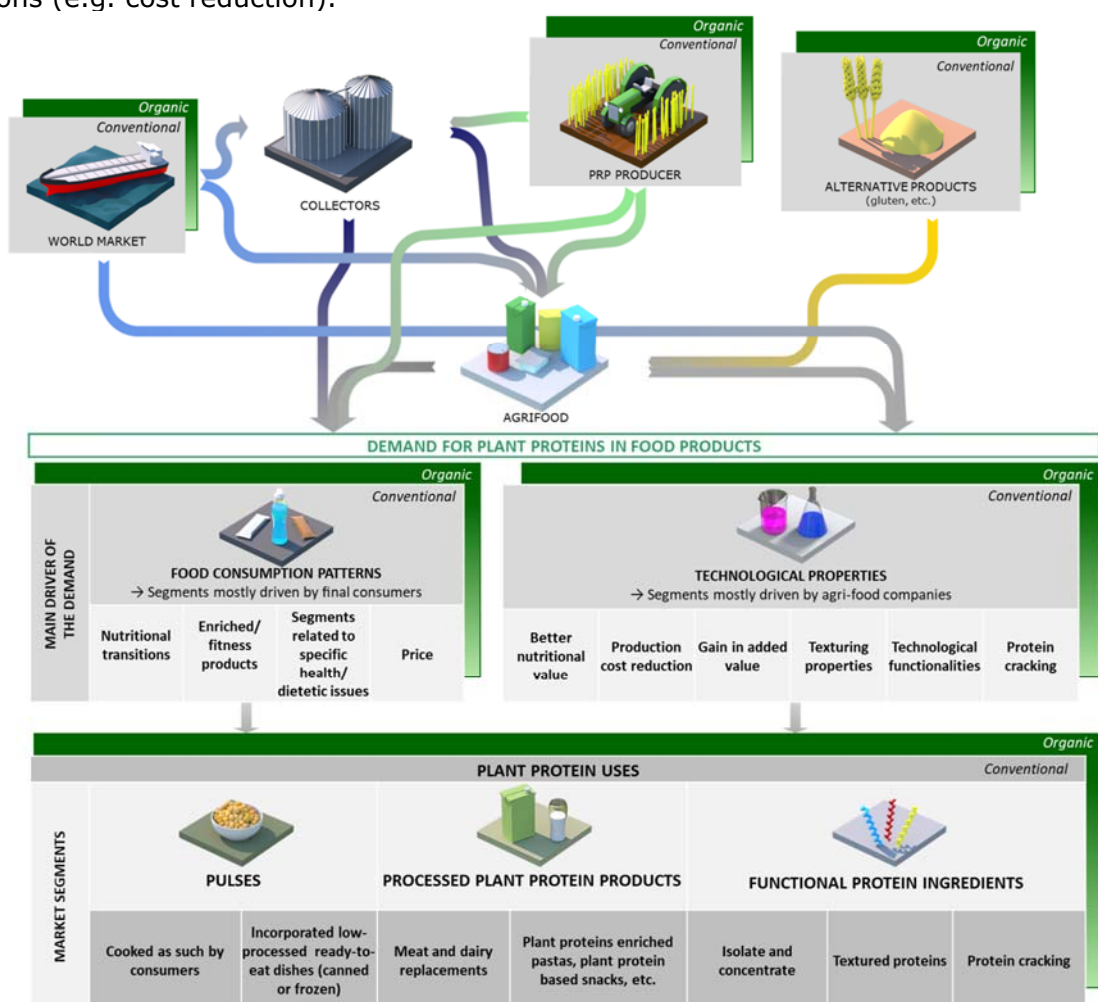 ons (e.g. cost reduction).
Organic
Conventional
WORLD MARKET
COLLECTORS
Organic
Conventional
PRP PRODUCER
Organic
Conventional
ALTERNATIVE PRODUCTS
(gluten, etc.)
AGRIFOOD
DEMAND FOR PLANT PROTEINS IN FOOD PRODUCTS
MAIN DRIVER OF
THE DEMAND
Organic
Conventional
FOOD CONSUMPTION PATTERNS
→ Segments mostly driven by final consumers
Nutritional
transitions
Enriched/
fitness
products
Segments
related to
specific
health/
dietetic issues
Price
Organic
Conventional
TECHNOLOGICAL PROPERTIES
→ Segments mostly driven by agri-food companies
Better
nutritional
value
Production
cost reduction
Gain in added
value
Texturing
properties
Technological
functionalities
Protein
cracking
Organic
PLANT PROTEIN USES
Conventional
MARKET SEGMENTS
PULSES
PROCESSED PLANT PROTEIN PRODUCTS
FUNCTIONAL PROTEIN INGREDIENTS
Cooked as such by
consumers
Incorporated low-
processed ready-to-
eat dishes (canned
or frozen)
Meat and dairy
replacements
Plant proteins enriched
pastas, plant protein
based snacks, etc.
Isolate and
concentrate
Textured proteins
Protein cracking